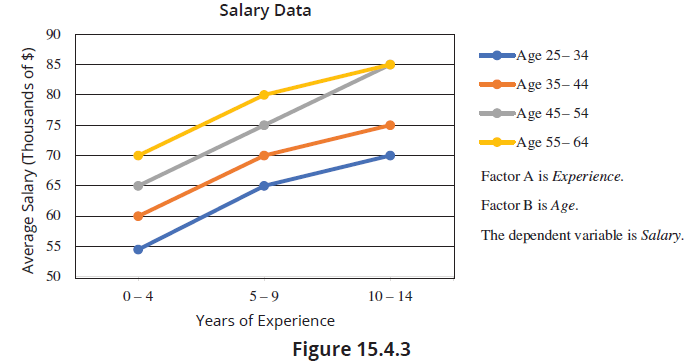 Salary Data
Average Salary (Thousands of $)
90
85
80
75
70
65
60
55
50
0 – 4
5 – 9
10 – 14
Years of Experience
Age 25– 34
Age 35– 44
Age 45– 54
Age 55– 64
Factor A is Experience.
Factor B is Age.
The dependent variable is Salary.
Figure 15.4.3